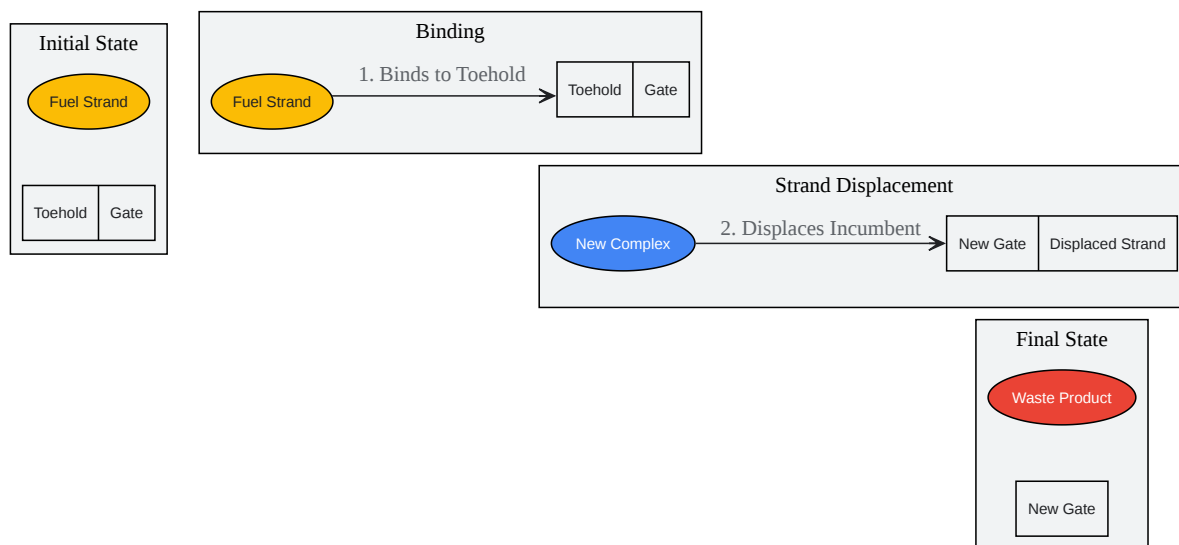 Initial State
Fuel Strand
Toehold
Gate
Binding
Fuel Strand
1. Binds to Toehold
Toehold
Gate
Strand Displacement
New Complex
2. Displaces Incumbent
New Gate
Displaced Strand
Final State
Waste Product
New Gate